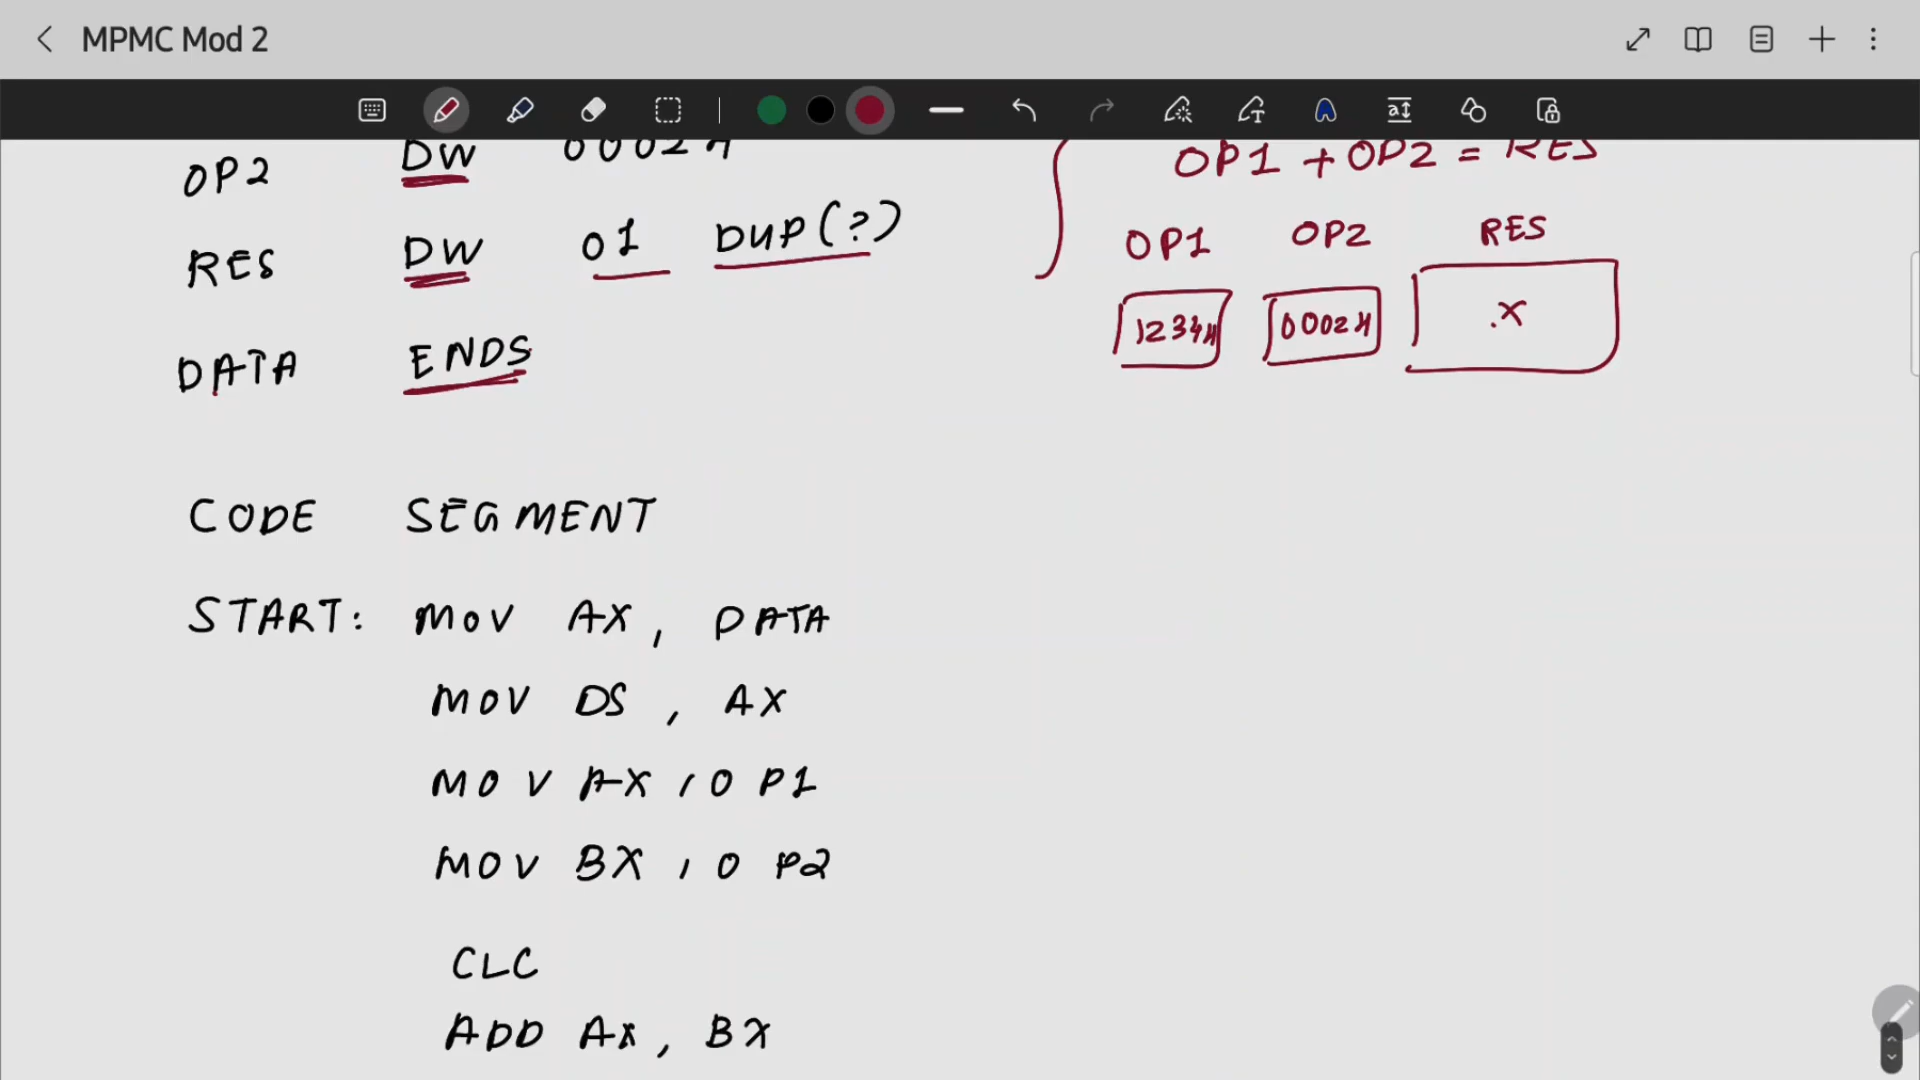 MPMC Mod 2
OP2 DW 0002H
RES DW 01 DUP(?)
DATA ENDS
OP1 + OP2 = RES
OP1 OP2 RES
1234H 0002H X
CODE SEGMENT
START: MOV AX, DATA
MOV DS, AX
MOV AX, OP1
MOV BX, OP2
CLC
ADD AX, BX